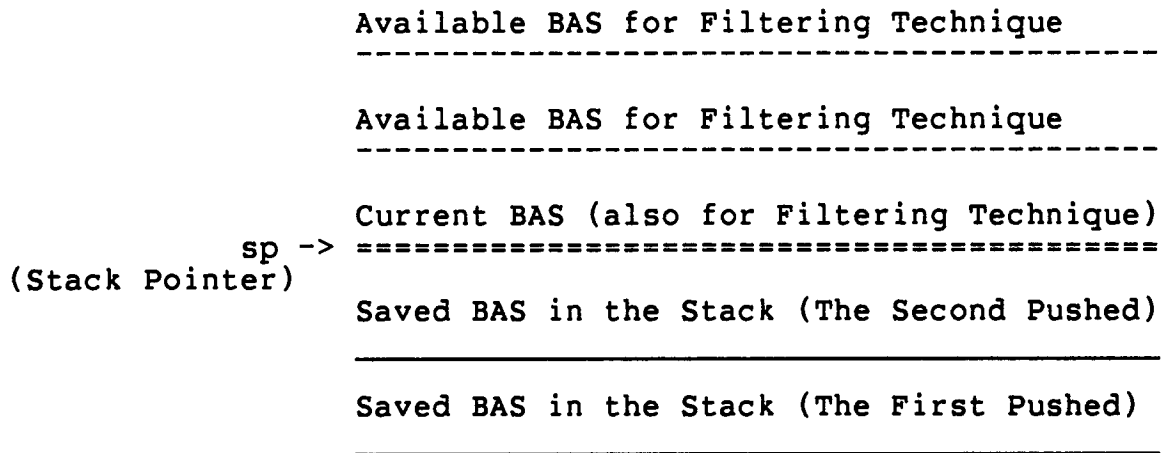 Available BAS for Filtering Technique
Available BAS for Filtering Technique
Current BAS (also for Filtering Technique)
sp ->
(Stack Pointer)
Saved BAS in the Stack (The Second Pushed)
Saved BAS in the Stack (The First Pushed)